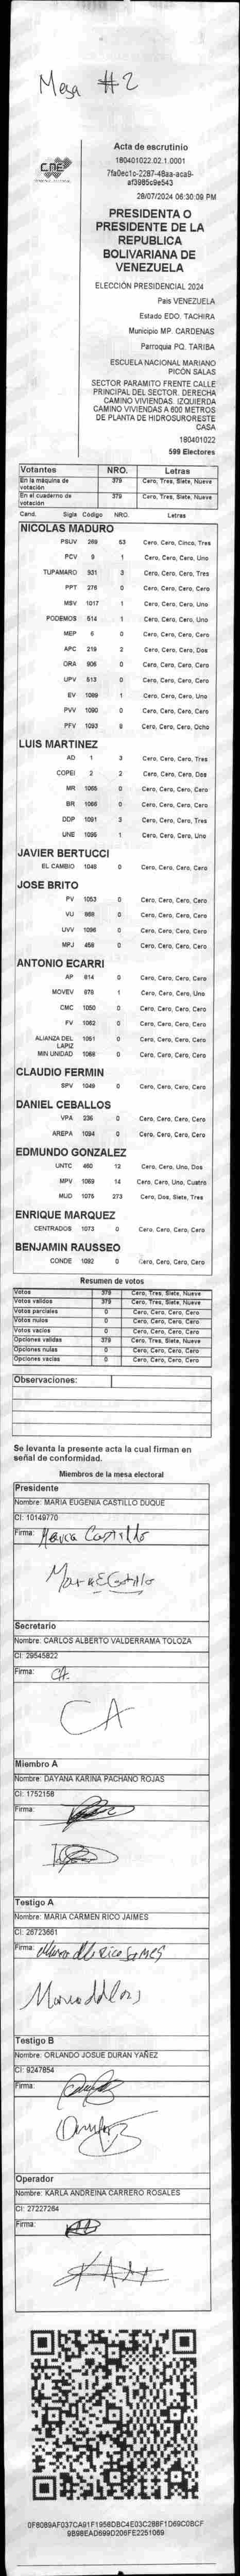 Mesa #2
CNE
Acta de escrutinio
180401022.02.1.0001
7fa0ec1c-2287-48aa-aca9-
af3985c9e543
28/07/2024 06:30:09 PM
PRESIDENTA O
PRESIDENTE DE LA
REPUBLICA
BOLIVARIANA DE
VENEZUELA
ELECCIÓN PRESIDENCIAL 2024
Pais VENEZUELA
Estado EDO. TACHIRA
Municipio MP. CARDENAS
Parroquia PQ. TARIBA
ESCUELA NACIONAL MARIANO
PICÓN SALAS
SECTOR PARAMITO FRENTE CALLE
PRINCIPAL DEL SECTOR. DERECHA
CAMINO VIVIENDAS. IZQUIERDA
CAMINO VIVIENDAS A 600 METROS
DE PLANTA DE HIDROSUROESTE
CASA
180401022
599 Electores
Votantes NRO. Letras
En la máquina de votación 379 Cero, Tres, Siete, Nueve
En el cuaderno de votación 379 Cero, Tres, Siete, Nueve
Cand. Sigla Codigo NRO. Letras
NICOLAS MADURO
PSUV 269 53 Cero, Cero, Cinco, Tres
PCV 9 1 Cero, Cero, Cero, Uno
TUPAMARO 931 3 Cero, Cero, Cero, Tres
PPT 276 0 Cero, Cero, Cero, Cero
MSV 1017 1 Cero, Cero, Cero, Uno
PODEMOS 514 1 Cero, Cero, Cero, Uno
MEP 6 0 Cero, Cero, Cero, Cero
APC 219 2 Cero, Cero, Cero, Dos
ORA 906 0 Cero, Cero, Cero, Cero
UPV 513 0 Cero, Cero, Cero, Cero
EV 1089 1 Cero, Cero, Cero, Uno
PVV 1090 0 Cero, Cero, Cero, Cero
PFV 1093 8 Cero, Cero, Cero, Ocho
LUIS MARTINEZ
AD 1 3 Cero, Cero, Cero, Tres
COPEI 2 2 Cero, Cero, Cero, Dos
MR 1065 0 Cero, Cero, Cero, Cero
BR 1066 0 Cero, Cero, Cero, Cero
DDP 1091 3 Cero, Cero, Cero, Tres
UNE 1095 1 Cero, Cero, Cero, Uno
JAVIER BERTUCCI
EL CAMBIO 1046 0 Cero, Cero, Cero, Cero
JOSE BRITO
PV 1053 0 Cero, Cero, Cero, Cero
VU 888 0 Cero, Cero, Cero, Cero
UVV 1096 0 Cero, Cero, Cero, Cero
MPJ 458 0 Cero, Cero, Cero, Cero
ANTONIO ECARRI
AP 814 0 Cero, Cero, Cero, Cero
MOVEV 879 1 Cero, Cero, Cero, Uno
CMC 1050 0 Cero, Cero, Cero, Cero
FV 1062 0 Cero, Cero, Cero, Cero
ALIANZA DEL LAPIZ 1051 0 Cero, Cero, Cero, Cero
MIN UNIDAD 1068 0 Cero, Cero, Cero, Cero
CLAUDIO FERMIN
SPV 1049 0 Cero, Cero, Cero, Cero
DANIEL CEBALLOS
VPA 236 0 Cero, Cero, Cero, Cero
AREPA 1094 0 Cero, Cero, Cero, Cero
EDMUNDO GONZALEZ
UNTC 460 12 Cero, Cero, Uno, Dos
MPV 1069 14 Cero, Cero, Uno, Cuatro
MUD 1076 273 Cero, Dos, Siete, Tres
ENRIQUE MARQUEZ
CENTRADOS 1073 0 Cero, Cero, Cero, Cero
BENJAMIN RAUSSEO
CONDE 1092 0 Cero, Cero, Cero, Cero
Resumen de votos
Votos 379 Cero, Tres, Siete, Nueve
Votos validos 379 Cero, Tres, Siete, Nueve
Votos parciales 0 Cero, Cero, Cero, Cero
Votos nulos 0 Cero, Cero, Cero, Cero
Votos vacios 0 Cero, Cero, Cero, Cero
Opciones validas 379 Cero, Tres, Siete, Nueve
Opciones nulas 0 Cero, Cero, Cero, Cero
Opciones vacias 0 Cero, Cero, Cero, Cero
Observaciones:
Se levanta la presente acta la cual firman en
señal de conformidad.
Miembros de la mesa electoral
Presidente
Nombre: MARIA EUGENIA CASTILLO DUQUE
CI: 10149770
Firma: Maria Castillo
Secretario
Nombre: CARLOS ALBERTO VALDERRAMA TOLOZA
CI: 29545822
Firma: CA
CA
Miembro A
Nombre: DAYANA KARINA PACHANO ROJAS
CI: 1752158
Firma:
Testigo A
Nombre: MARIA CARMEN RICO JAIMES
CI: 26723661
Firma:
Testigo B
Nombre: ORLANDO JOSUE DURAN YAÑEZ
CI: 9247854
Firma:
Operador
Nombre: KARLA ANDREINA CARRERO ROSALES
CI: 27227264
Firma:
0F6089AF037CA91F1958DBC4E03C288F1D69C0BCF
9B98EAD699D206FE2251069